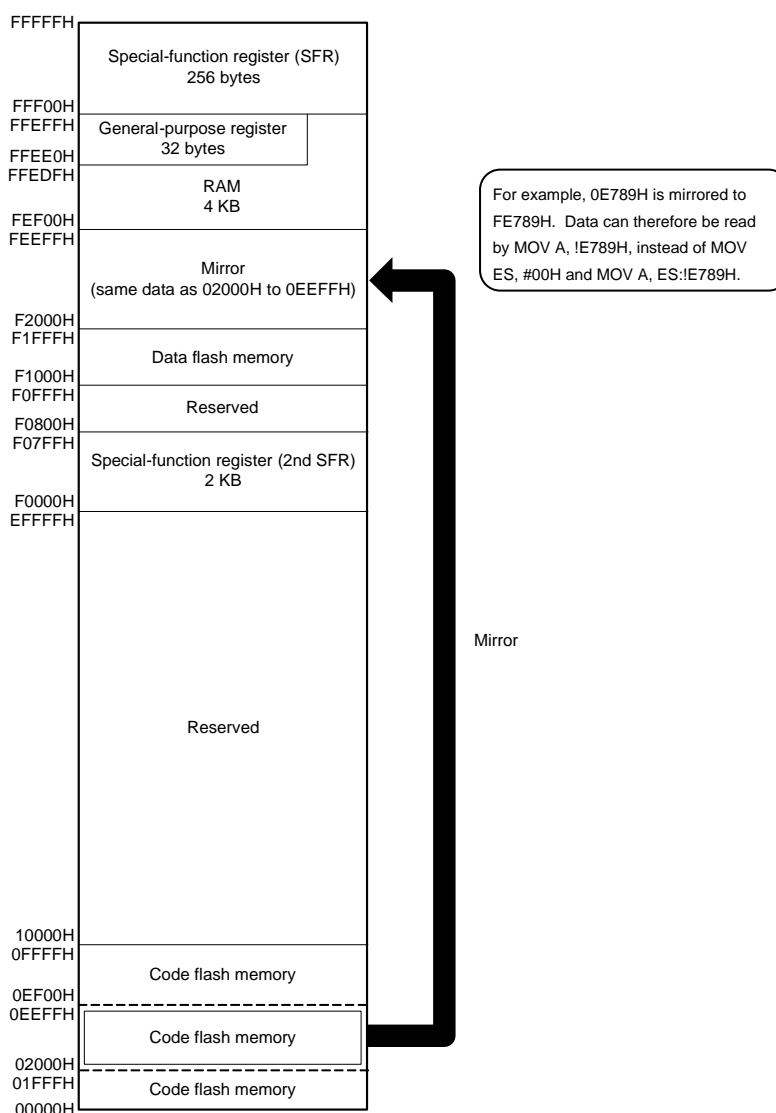 FFFFFH
Special-function register (SFR)
256 bytes
FFF00H
FFEFFH
General-purpose register
32 bytes
FFEE0H
FFEDFH
RAM
4 KB
FEF00H
FEEFFH
Mirror
(same data as 02000H to 0EEFFH)
F2000H
F1FFFH
Data flash memory
F1000H
F0FFFH
Reserved
F0800H
F07FFH
Special-function register (2nd SFR)
2 KB
F0000H
EFFFFH
Reserved
10000H
0FFFFH
Code flash memory
0EF00H
0EEFFH
Code flash memory
02000H
01FFFH
Code flash memory
00000H
For example, 0E789H is mirrored to
FE789H. Data can therefore be read
by MOV A, !E789H, instead of MOV
ES, #00H and MOV A, ES:!E789H.
Mirror